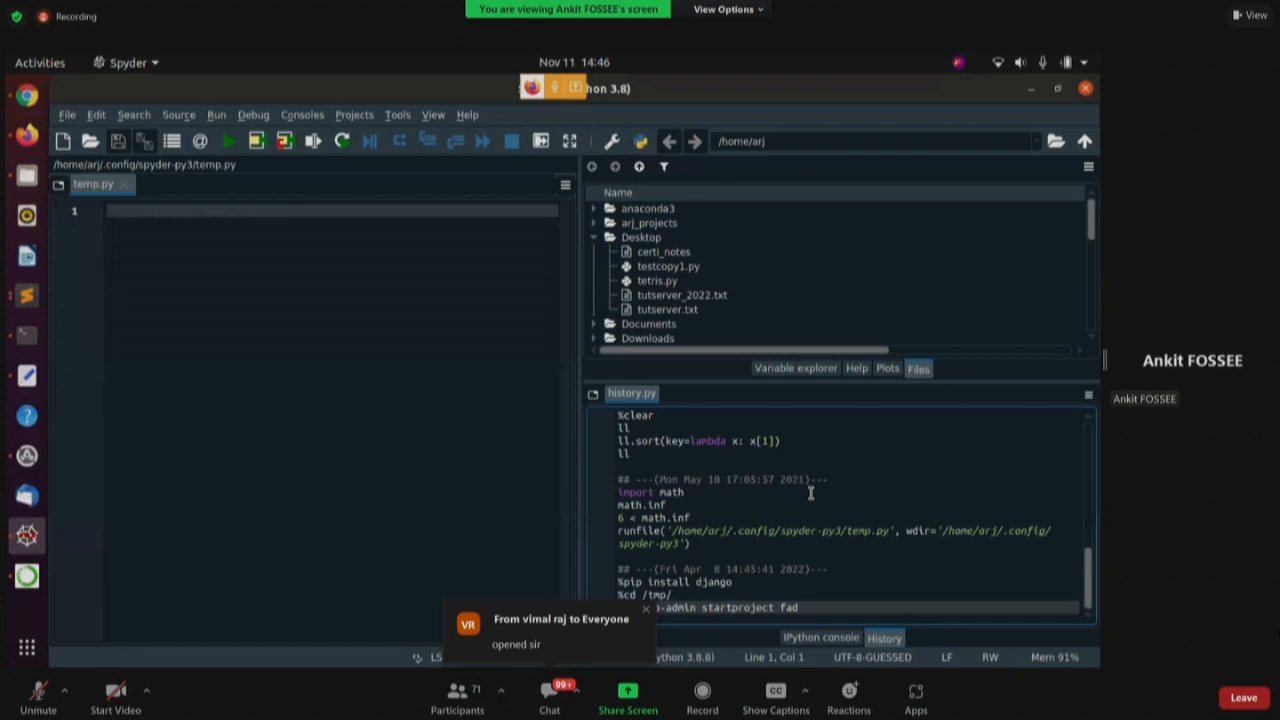 Recording
You are viewing Ankit FOSSEE's screen
View Options
View
Activities
Spyder
Nov 11 14:46
hon 3.8)
File Edit Search Source Run Debug Consoles Projects Tools View Help
/home/arj
/home/arj/.config/spyder-py3/temp.py
temp.py
1
Name
anaconda3
arj_projects
Desktop
certi_notes
testcopy1.py
tetris.py
tutserver_2022.txt
tutserver.txt
Documents
Downloads
Variable explorer Help Plots Files
history.py
%clear
ll
ll.sort(key=lambda x: x[1])
ll
## ---(Mon May 10 17:05:57 2021)---
import math
math.inf
6 < math.inf
runfile('/home/arj/.config/spyder-py3/temp.py', wdir='/home/arj/.config/
spyder-py3')
## ---(Fri Apr 8 14:45:41 2022)---
%pip install django
%cd /tmp/
o-admin startproject fad
IPython console History
LS
ython 3.8.8) Line 1, Col 1 UTF-8-GUESSED LF RW Mem 91%
VR
From vimal raj to Everyone
opened sir
Ankit FOSSEE
Ankit FOSSEE
Unmute
Start Video
71
Participants
99+
Chat
Share Screen
Record
CC
Show Captions
Reactions
Apps
Leave